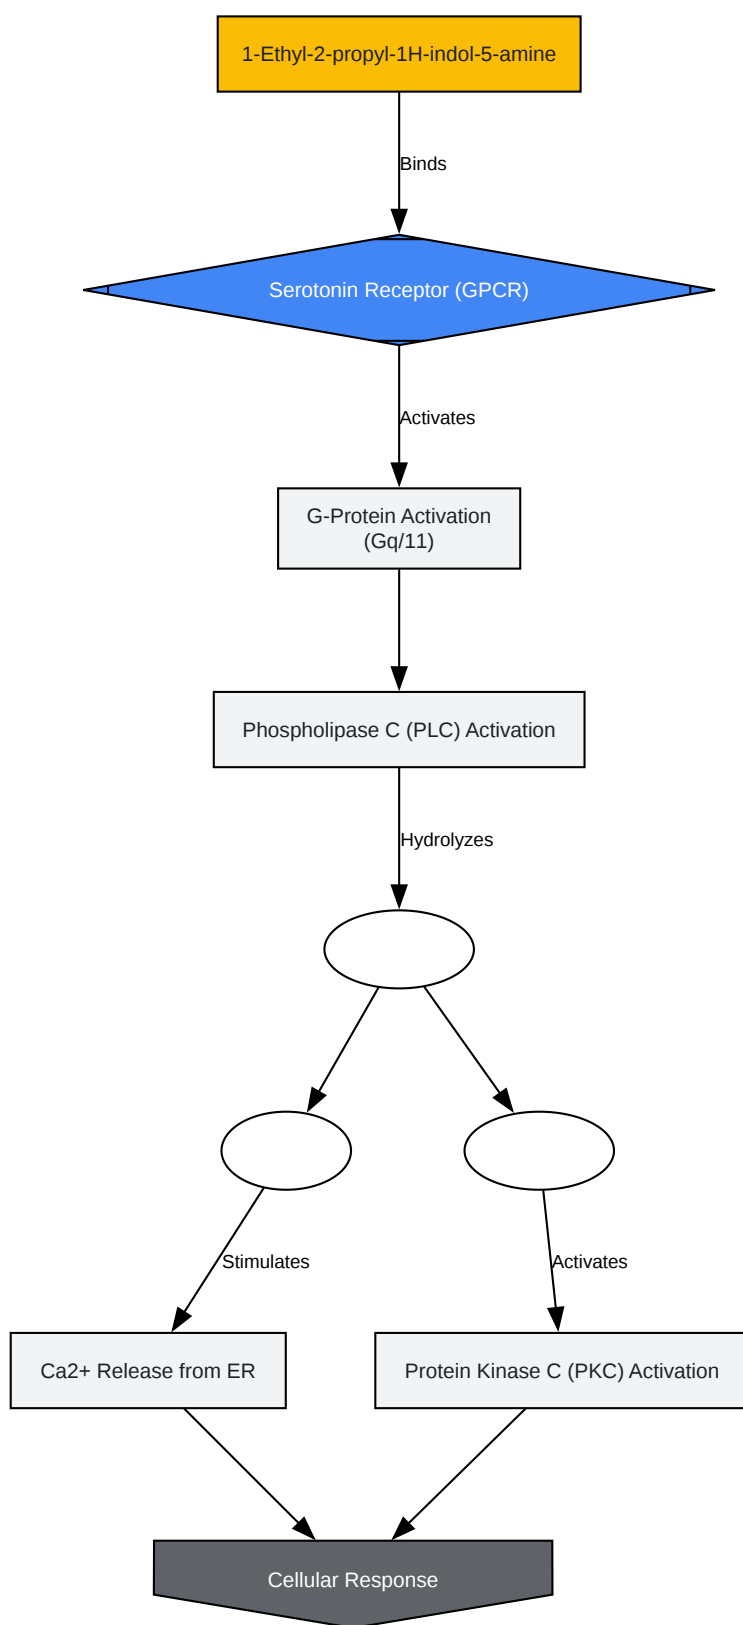 1-Ethyl-2-propyl-1H-indol-5-amine
Binds
Serotonin Receptor (GPCR)
Activates
G-Protein Activation
(Gq/11)
Phospholipase C (PLC) Activation
Hydrolyzes
Stimulates
Activates
Ca2+ Release from ER
Protein Kinase C (PKC) Activation
Cellular Response